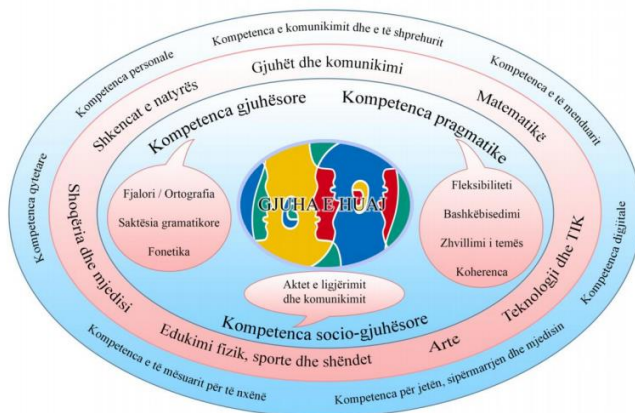 Kompetenca e komunikimit dhe e të shprehurit
Kompetenca personale
Kompetenca e të menduarit
Gjuhët dhe komunikimi
Shkencat e natyrës
Matematikë
Kompetenca gjuhësore
Kompetenca pragmatike
Kompetenca qytetare
Shoqëria dhe mjedisi
Fjalori / Ortografia
Saktësia gramatikore
Fonetika
GJUHA E HUAJ
Fleksibiliteti
Bashkëbisedimi
Zhvillimi i temës
Koherenca
Teknologji dhe TIK
Kompetenca digjitale
Aktet e ligjërimit
dhe komunikimit
Kompetenca socio-gjuhësore
Edukimi fizik, sporte dhe shëndet
Arte
Kompetenca e të mësuarit për të nxënë
Kompetenca për jetën, sipërmarrjen dhe mjedisin